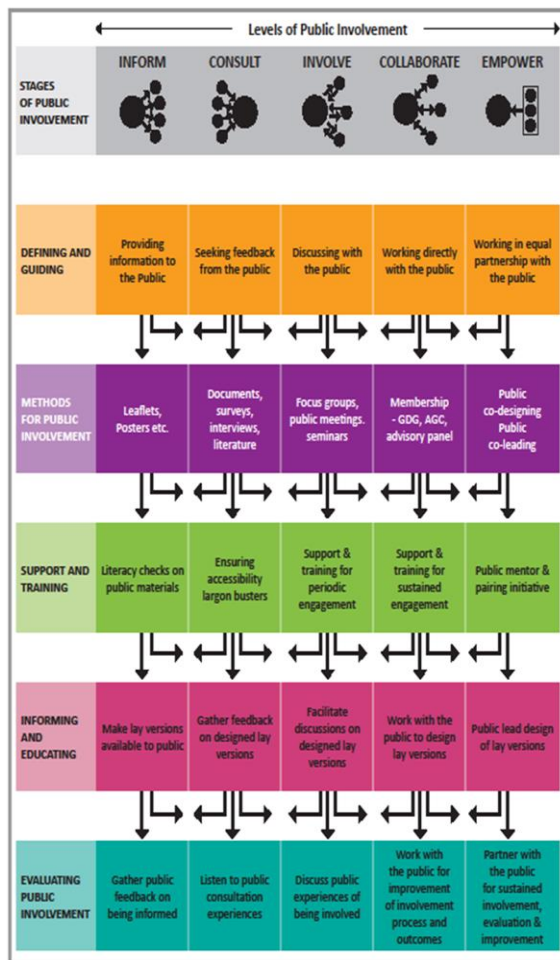 Levels of Public Involvement
STAGES
OF PUBLIC
INVOLVEMENT
INFORM
CONSULT
INVOLVE
COLLABORATE
EMPOWER
DEFINING AND
GUIDING
Providing
information to
the Public
Seeking feedback
from the public
Discussing with
the public
Working directly
with the public
Working in equal
partnership with
the public
METHODS
FOR PUBLIC
INVOLVEMENT
Leaflets,
Posters etc.
Documents,
surveys,
interviews,
literature
Focus groups,
public meetings.
seminars
Membership
- GDG, AGC,
advisory panel
Public
co-designing
Public
co-leading
SUPPORT AND
TRAINING
Literacy checks on
public materials
Ensuring
accessibility
largon busters
Support &
training for
periodic
engagement
Support &
training for
sustained
engagement
Public mentor &
pairing initiative
INFORMING
AND
EDUCATING
Make lay versions
available to public
Gather feedback
on designed lay
versions
Facilitate
discussions on
designed lay
versions
Work with the
public to design
lay versions
Public lead design
of lay versions
EVALUATING
PUBLIC
INVOLVEMENT
Gather public
feedback on
being informed
Listen to public
consultation
experiences
Discuss public
experiences of
being involved
Work with
the public for
improvement
of involvement
process and
outcomes
Partner with
the public
for sustained
involvement,
evaluation &
improvement